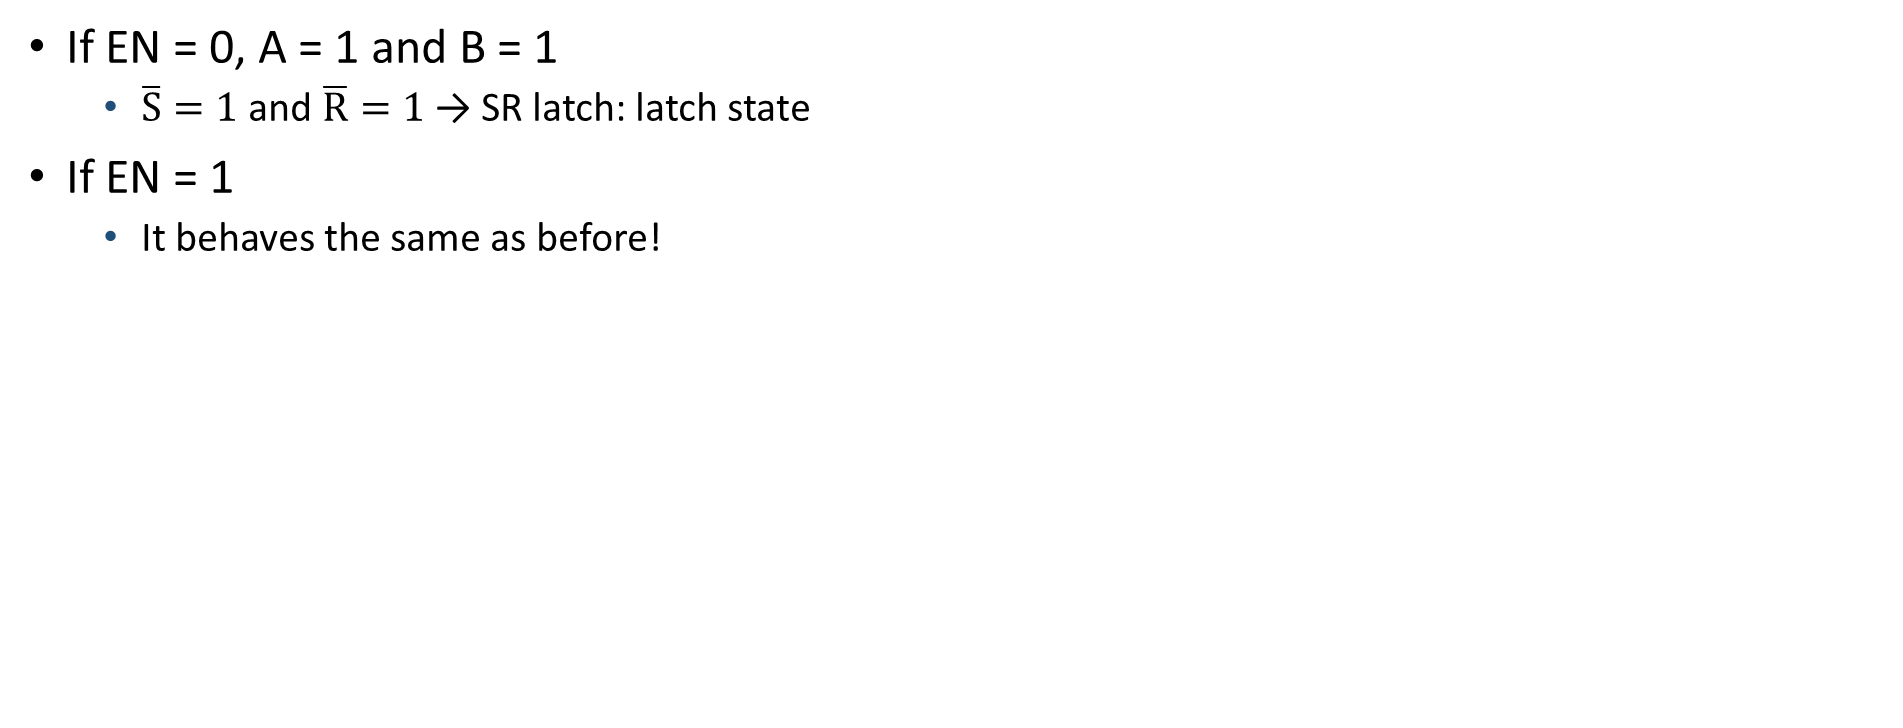 • If EN = 0, A = 1 and B = 1
• S̅ = 1 and R̅ = 1 → SR latch: latch state
• If EN = 1
• It behaves the same as before!